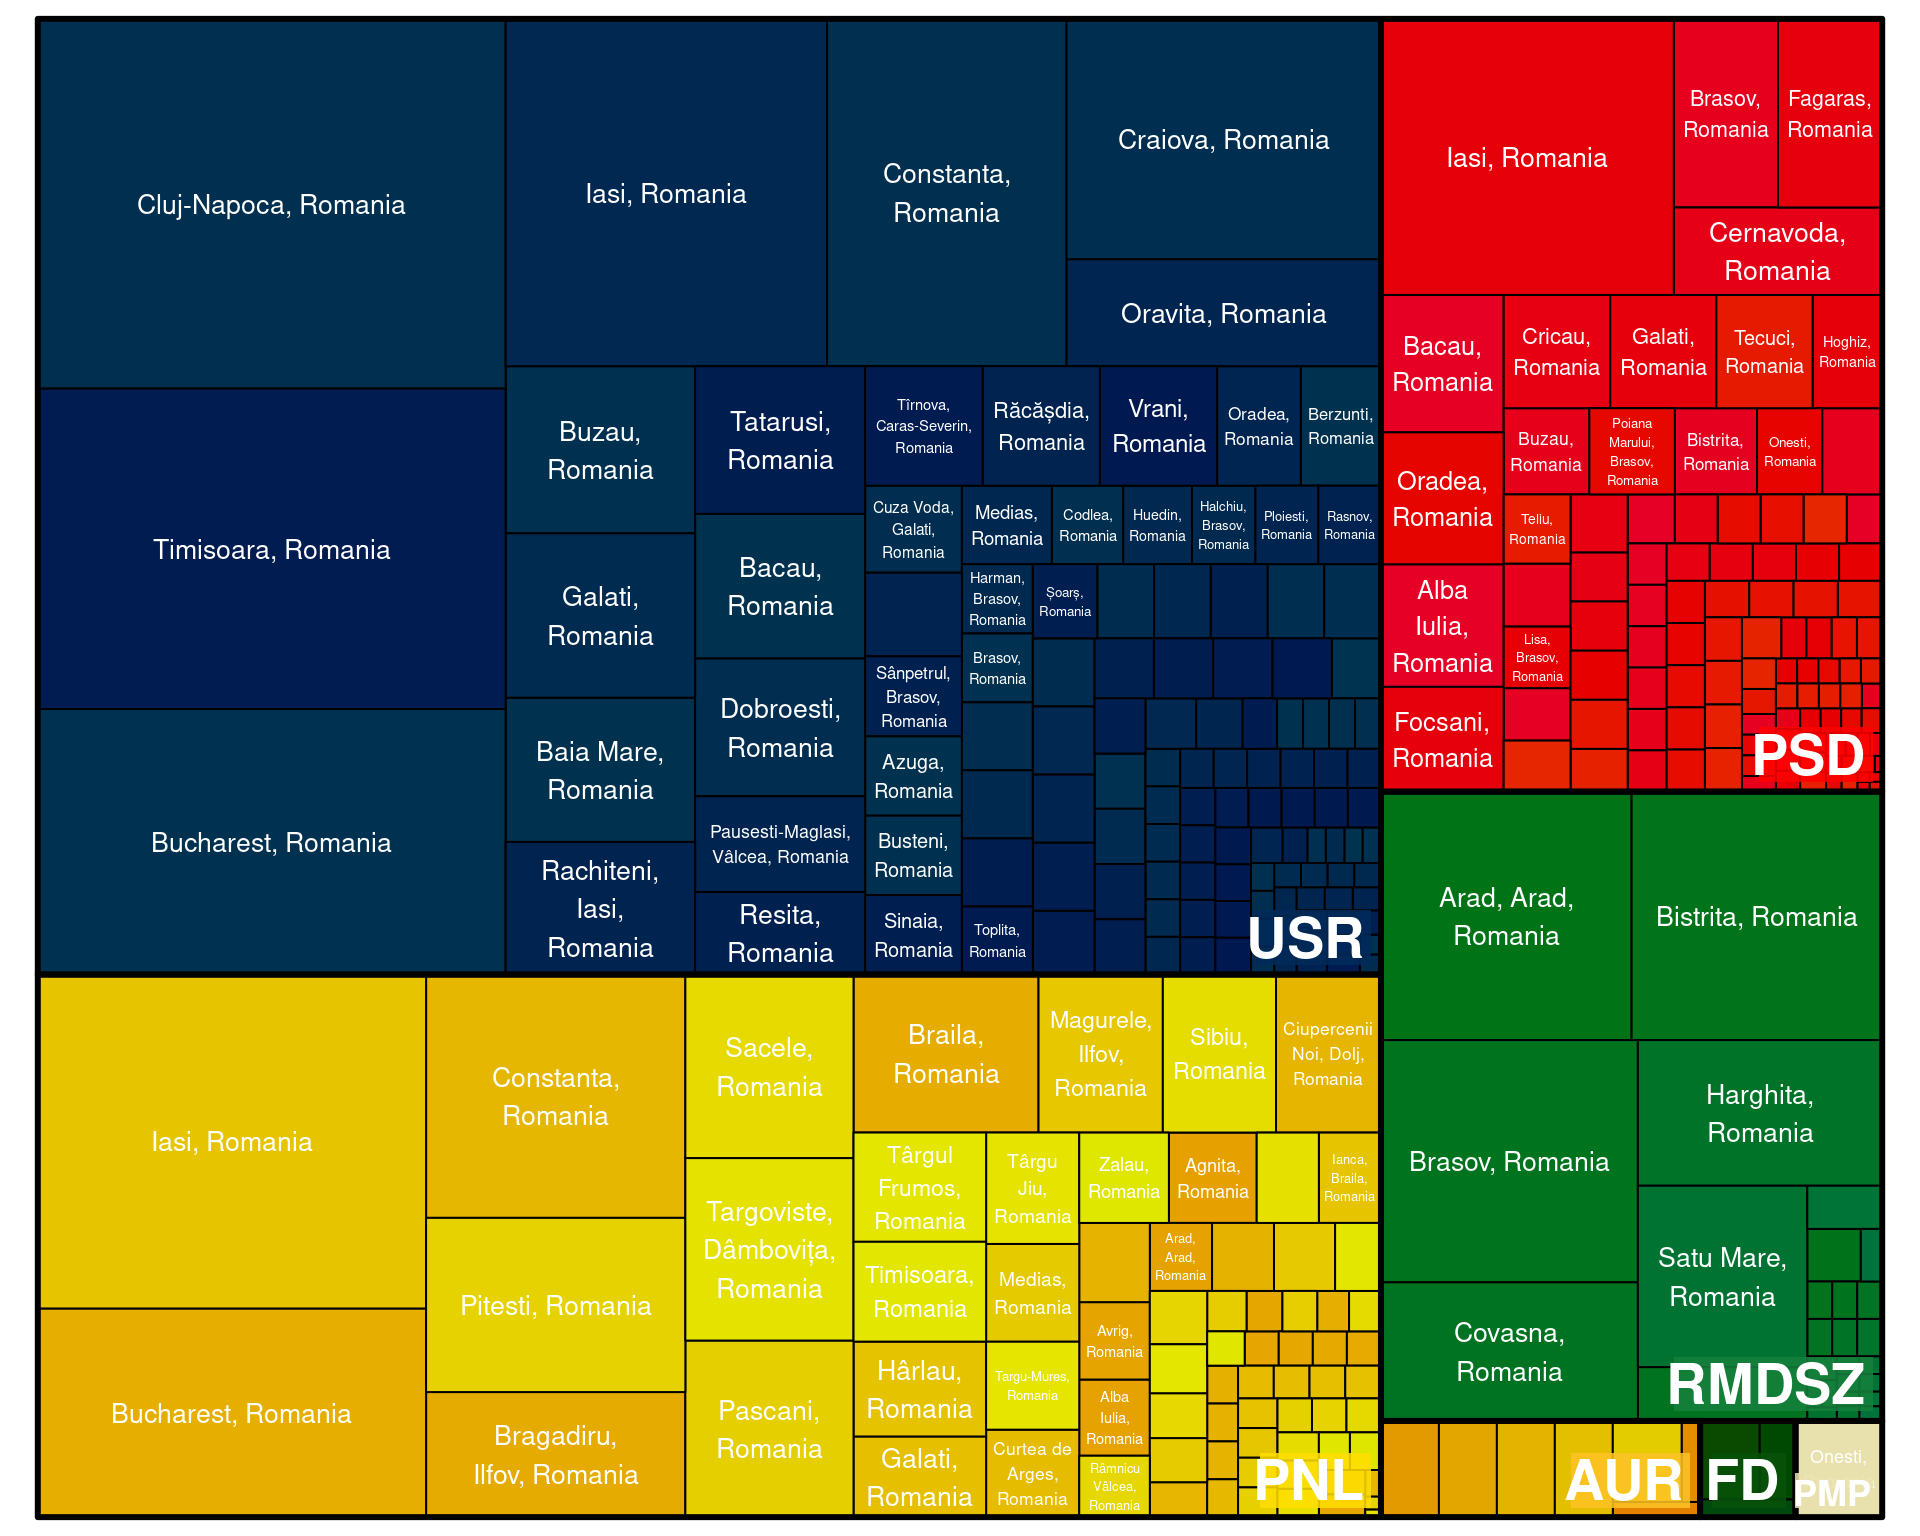 Cluj-Napoca, Romania
Timisoara, Romania
Bucharest, Romania
Iasi, Romania
Constanta,
Romania
Craiova, Romania
Oravita, Romania
Buzau,
Romania
Galati,
Romania
Baia Mare,
Romania
Rachiteni,
Iasi,
Romania
Tatarusi,
Romania
Bacau,
Romania
Dobroesti,
Romania
Pausesti-Maglasi,
Vâlcea, Romania
Resita,
Romania
Tîrnova,
Caras-Severin,
Romania
Răcășdia,
Romania
Vrani,
Romania
Oradea,
Romania
Berzunti,
Romania
Cuza Voda,
Galati,
Romania
Sânpetrul,
Brasov,
Romania
Azuga,
Romania
Busteni,
Romania
Sinaia,
Romania
Medias,
Romania
Codlea,
Romania
Huedin,
Romania
Halchiu,
Brasov,
Romania
Ploiesti,
Romania
Rasnov,
Romania
Harman,
Brasov,
Romania
Șoarș,
Romania
Brasov,
Romania
Toplita,
Romania
USR
Iasi, Romania
Brasov,
Romania
Fagaras,
Romania
Cernavoda,
Romania
Bacau,
Romania
Oradea,
Romania
Alba
Iulia,
Romania
Focsani,
Romania
Cricau,
Romania
Galati,
Romania
Tecuci,
Romania
Hoghiz,
Romania
Buzau,
Romania
Poiana
Marului,
Brasov,
Romania
Bistrita,
Romania
Onesti,
Romania
Teliu,
Romania
Lisa,
Brasov,
Romania
PSD
Iasi, Romania
Bucharest, Romania
Constanta,
Romania
Pitesti, Romania
Bragadiru,
Ilfov, Romania
Sacele,
Romania
Targoviste,
Dâmbovița,
Romania
Pascani,
Romania
Braila,
Romania
Magurele,
Ilfov,
Romania
Sibiu,
Romania
Ciupercenii
Noi, Dolj,
Romania
Târgul
Frumos,
Romania
Timisoara,
Romania
Hârlau,
Romania
Galati,
Romania
Târgu
Jiu,
Romania
Medias,
Romania
Targu-Mures,
Romania
Curtea de
Arges,
Romania
Zalau,
Romania
Agnita,
Romania
Ianca,
Braila,
Romania
Arad,
Arad,
Romania
Avrig,
Romania
Alba
Iulia,
Romania
Râmnicu
Vâlcea,
Romania
PNL
Arad, Arad,
Romania
Bistrita, Romania
Brasov, Romania
Harghita,
Romania
Covasna,
Romania
Satu Mare,
Romania
RMDSZ
AUR
FD
Onesti,
PMP